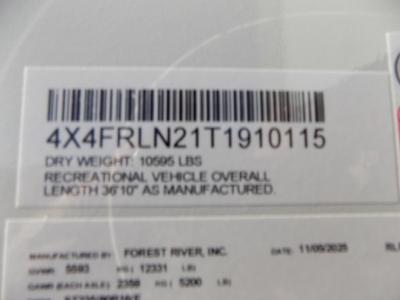 4X4FRLN21T1910115
DRY WEIGHT: 10595 LBS
RECREATIONAL VEHICLE OVERALL
LENGTH 36'10" AS MANUFACTURED.
MANUFACTURED BY FOREST RIVER, INC. DATE 11/05/2025
GVWR 5593 KG ( 12331 LB)
GAWR (EACH AXLE) 2358 KG ( 5200 LB)